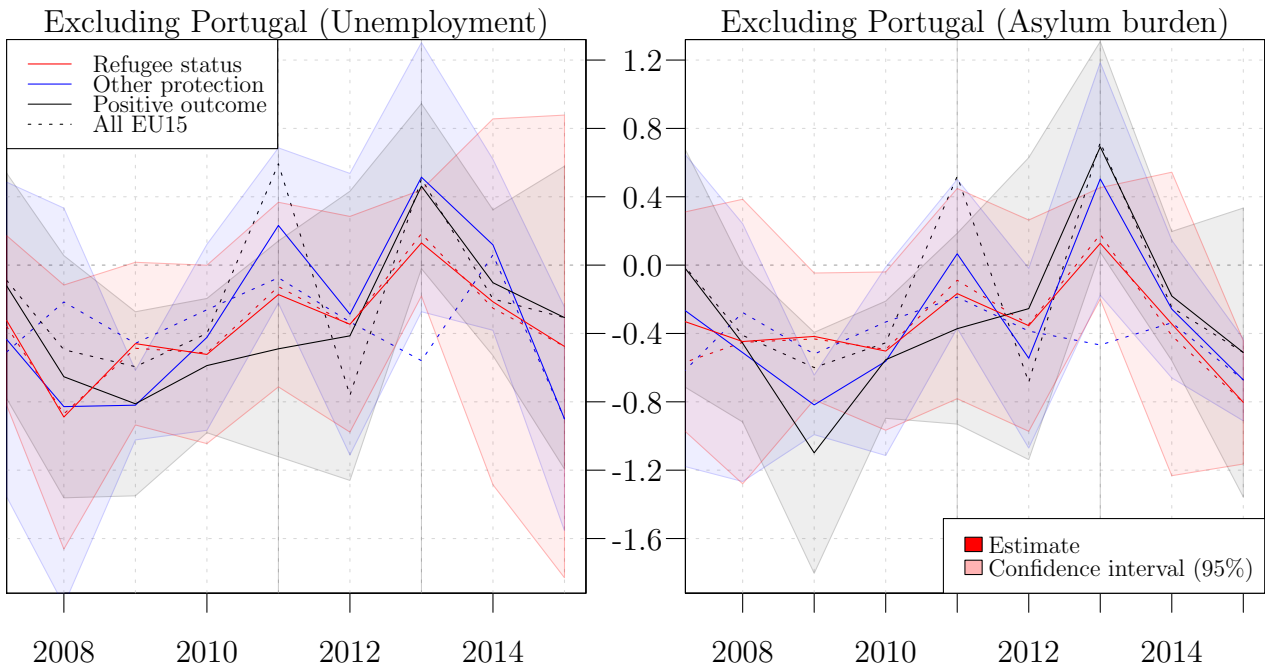 Excluding Portugal (Unemployment)
Excluding Portugal (Asylum burden)
Refugee status
Other protection
Positive outcome
All EU15
1.2
0.8
0.4
0.0
-0.4
-0.8
-1.2
-1.6
Estimate
Confidence interval (95%)
2008 2010 2012 2014
2008 2010 2012 2014